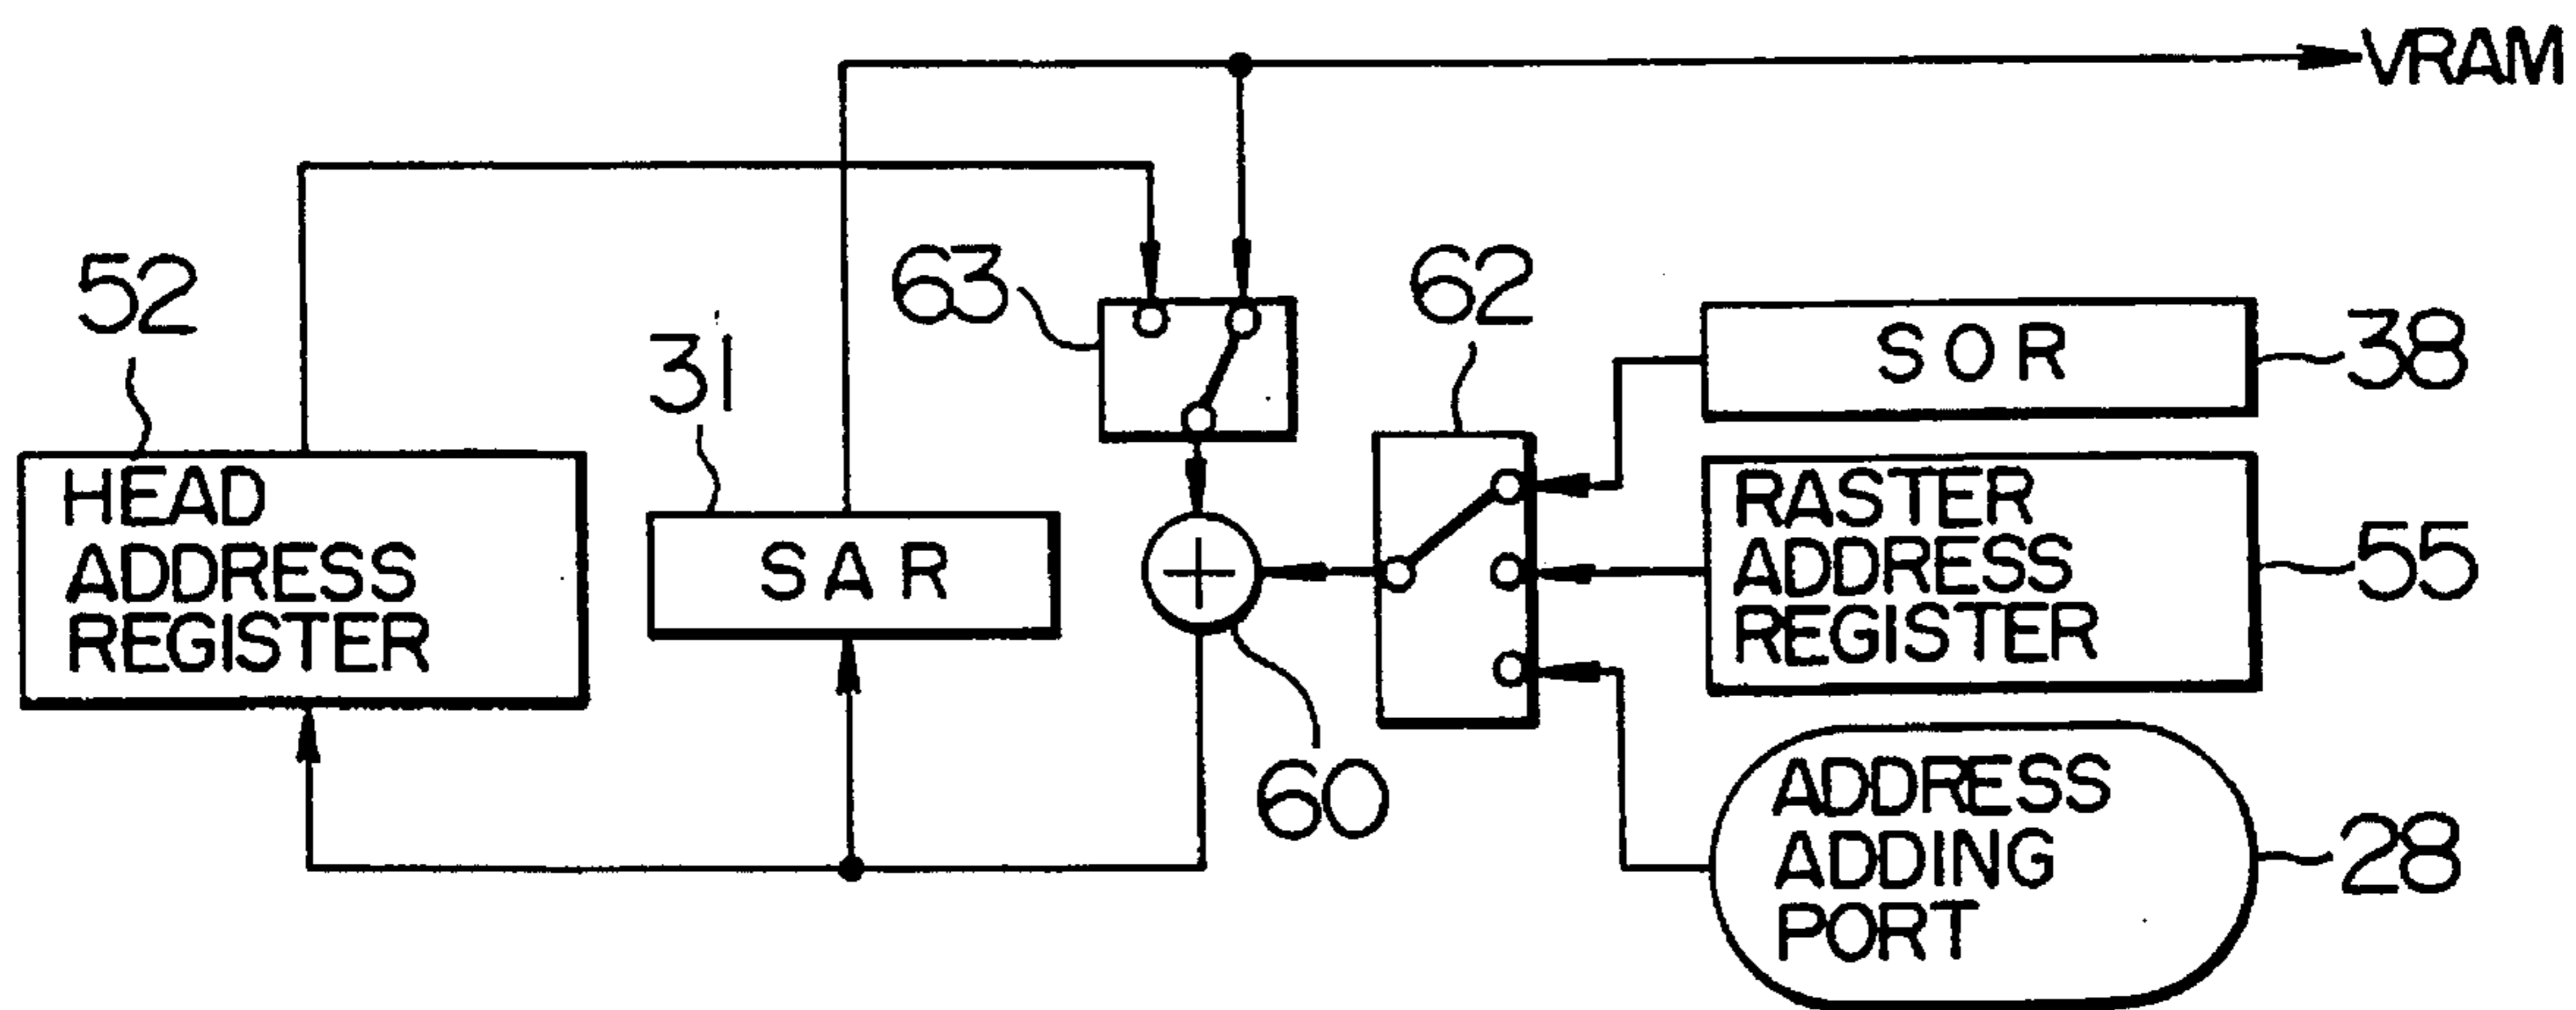 VRAM
52
63
62
31
SOR
38
HEAD
ADDRESS
REGISTER
SAR
RASTER
ADDRESS
REGISTER
55
60
ADDRESS
ADDING
PORT
28